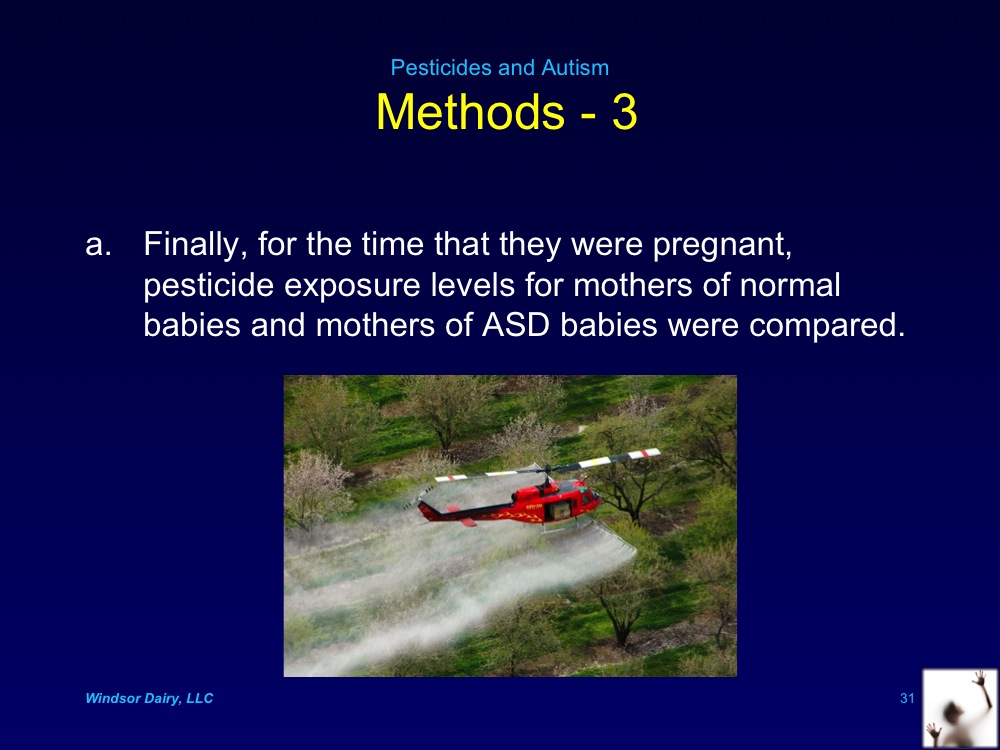 Pesticides and Autism
Methods - 3
a. Finally, for the time that they were pregnant,
pesticide exposure levels for mothers of normal
babies and mothers of ASD babies were compared.
Windsor Dairy, LLC
31